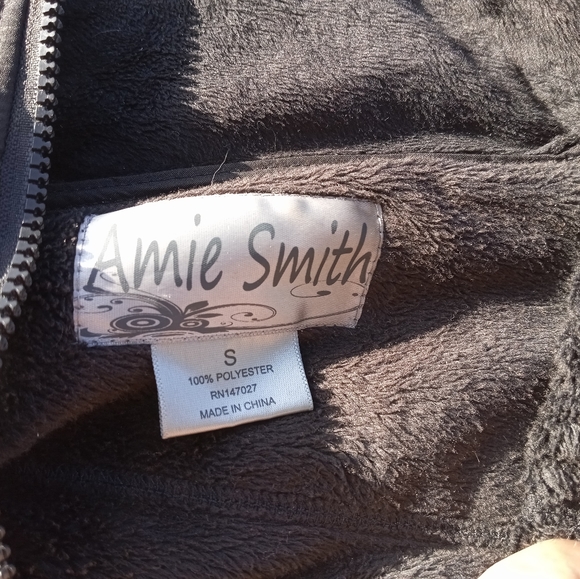 Amie Smith
S
100% POLYESTER
RN147027
MADE IN CHINA